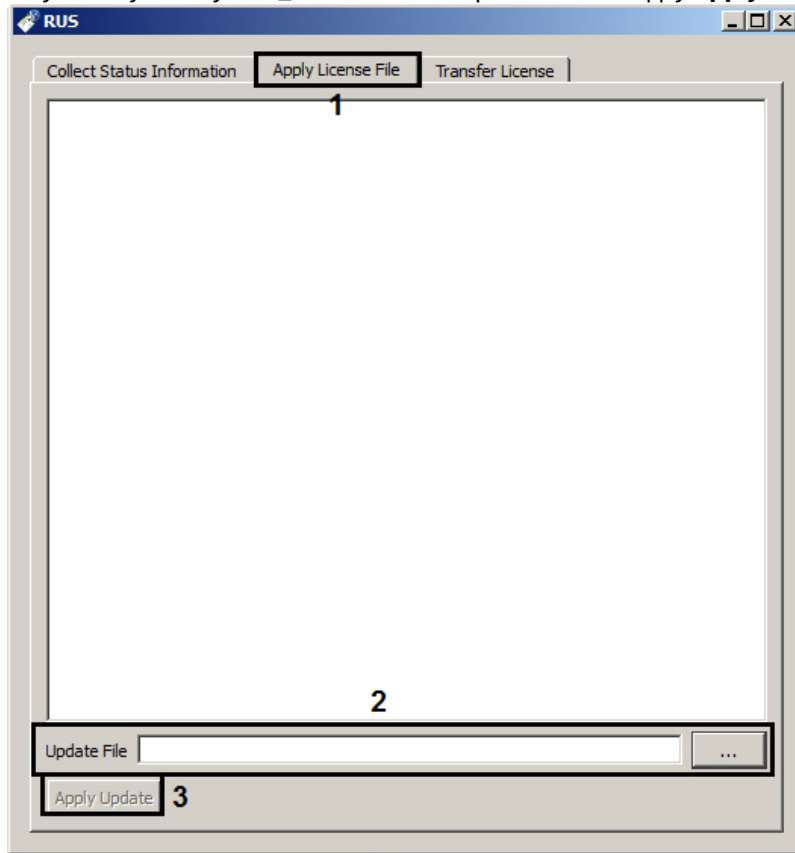 RUS
Collect Status Information Apply License File Transfer License
1
2
Update File ...
Apply Update 3